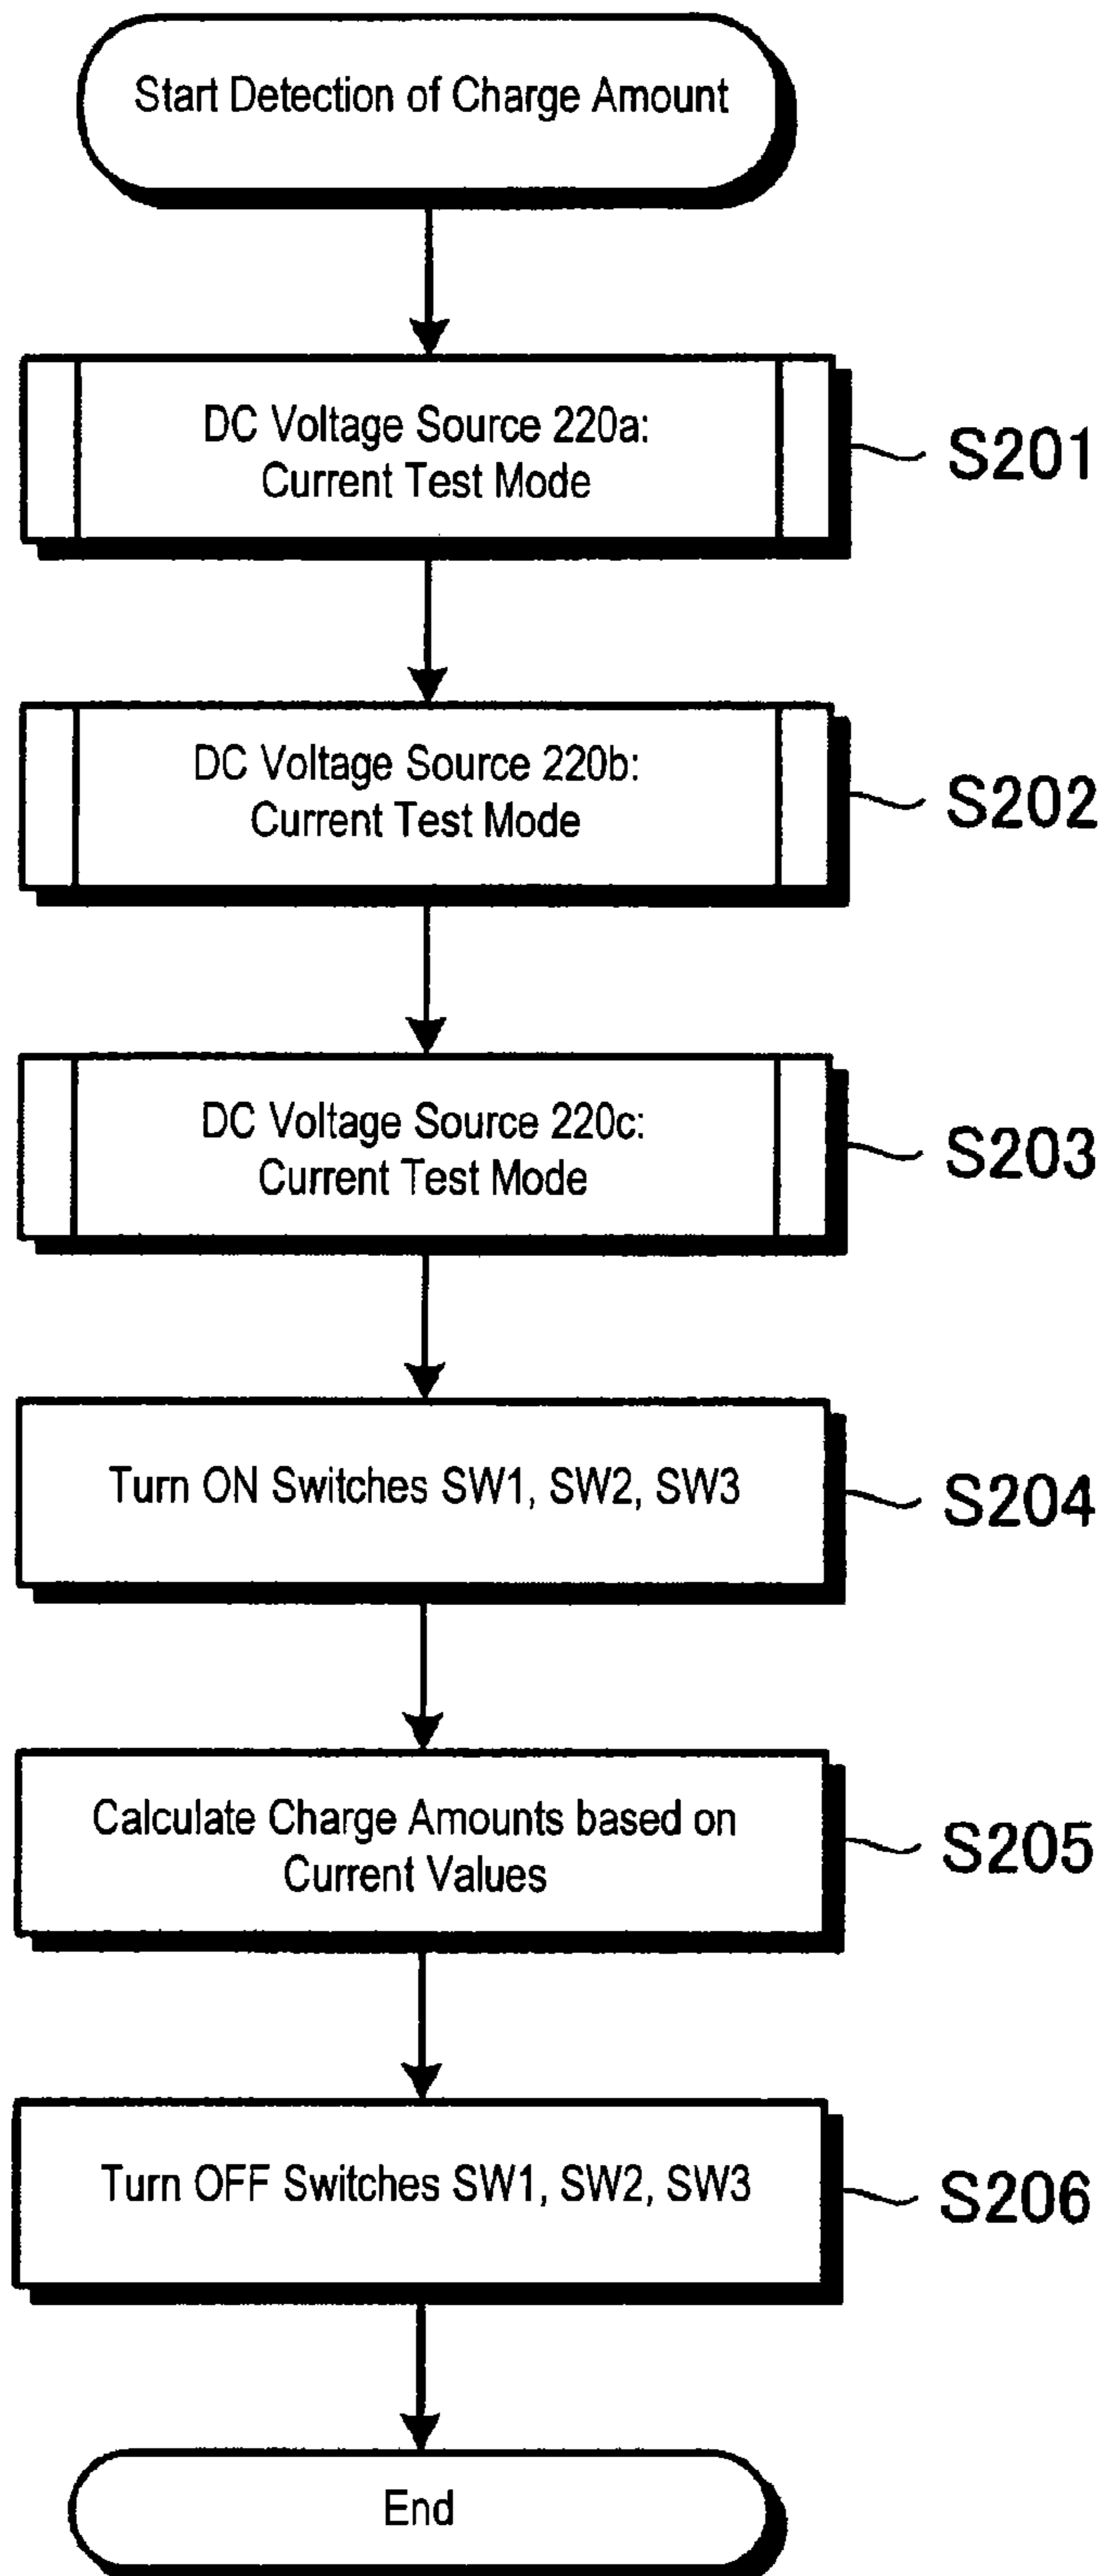 Start Detection of Charge Amount
DC Voltage Source 220a:
Current Test Mode
S201
DC Voltage Source 220b:
Current Test Mode
S202
DC Voltage Source 220c:
Current Test Mode
S203
Turn ON Switches SW1, SW2, SW3
S204
Calculate Charge Amounts based on
Current Values
S205
Turn OFF Switches SW1, SW2, SW3
S206
End